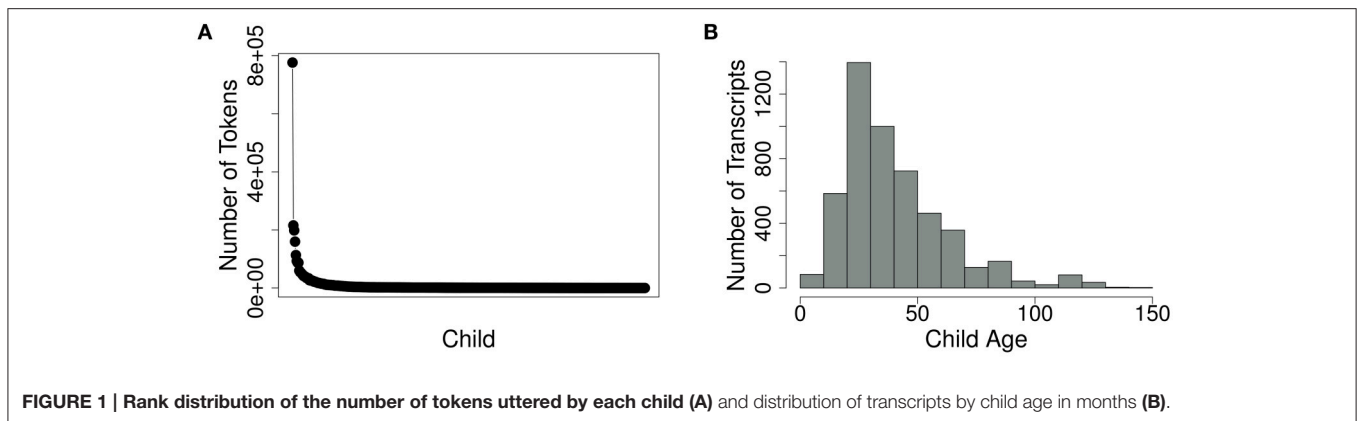 A
Number of Tokens
8e+05
4e+05
0e+00
Child
B
Number of Transcripts
1200
800
400
0
0 50 100 150
Child Age
FIGURE 1 | Rank distribution of the number of tokens uttered by each child (A) and distribution of transcripts by child age in months (B).